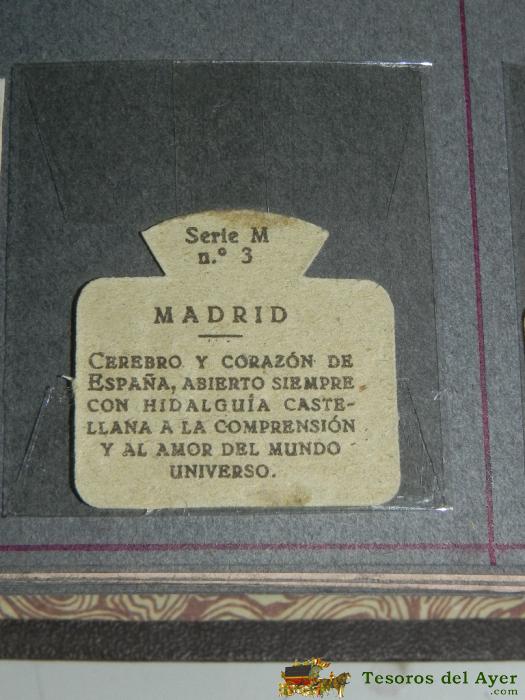 Serie M
n.º 3
MADRID
CEREBRO Y CORAZÓN DE
ESPAÑA, ABIERTO SIEMPRE
CON HIDALGUÍA CASTE-
LLANA A LA COMPRENSIÓN
Y AL AMOR DEL MUNDO
UNIVERSO.
Tesoros del Ayer
.com